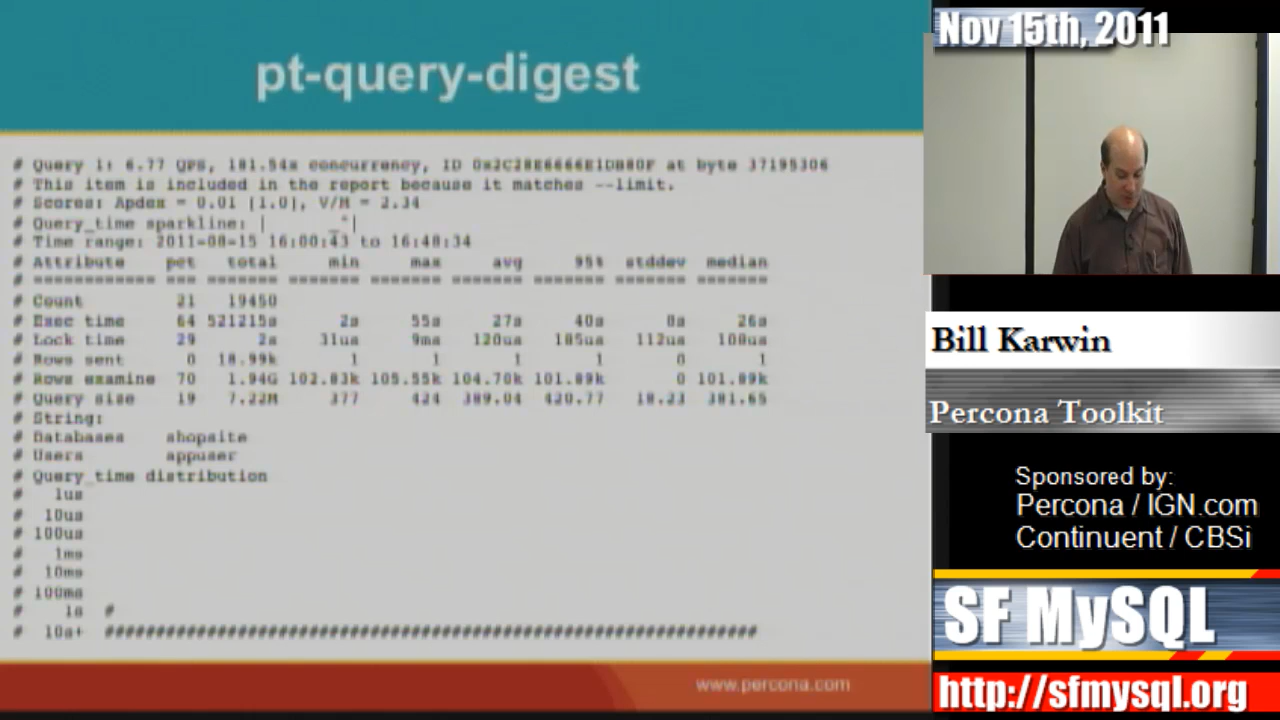 pt-query-digest
# Query 1: 6.77 QPS, 181.54x concurrency, ID 0x2C28E6666E1DB80F at byte 37195306
# This item is included in the report because it matches --limit.
# Scores: Apdex = 0.01 [1.0], V/M = 2.34
# Query_time sparkline: |      _^|
# Time range: 2011-08-15 16:00:43 to 16:48:34
# Attribute    pct   total     min     max     avg     95%  stddev  median
# ============ === ======= ======= ======= ======= ======= ======= =======
# Count         21   19450
# Exec time     64 521215s      2s     55s     27s     40s      8s     26s
# Lock time     29      2s    31us     9ms   120us   185us   112us   108us
# Rows sent      0  18.99k       1       1       1       1       0       1
# Rows examine  70   1.94G 102.83k 105.55k 104.70k 101.89k       0 101.89k
# Query size    19   7.22M     377     424  389.04  420.77   18.23  381.65
# String:
# Databases    shopsite
# Users        appuser
# Query_time distribution
#   1us
#  10us
# 100us
#   1ms
#  10ms
# 100ms
#    1s  #
#  10s+  ################################################################
www.percona.com
Nov 15th, 2011
Bill Karwin
Percona Toolkit
Sponsored by:
Percona / IGN.com
Continuent / CBSi
SF MySQL
http://sfmysql.org